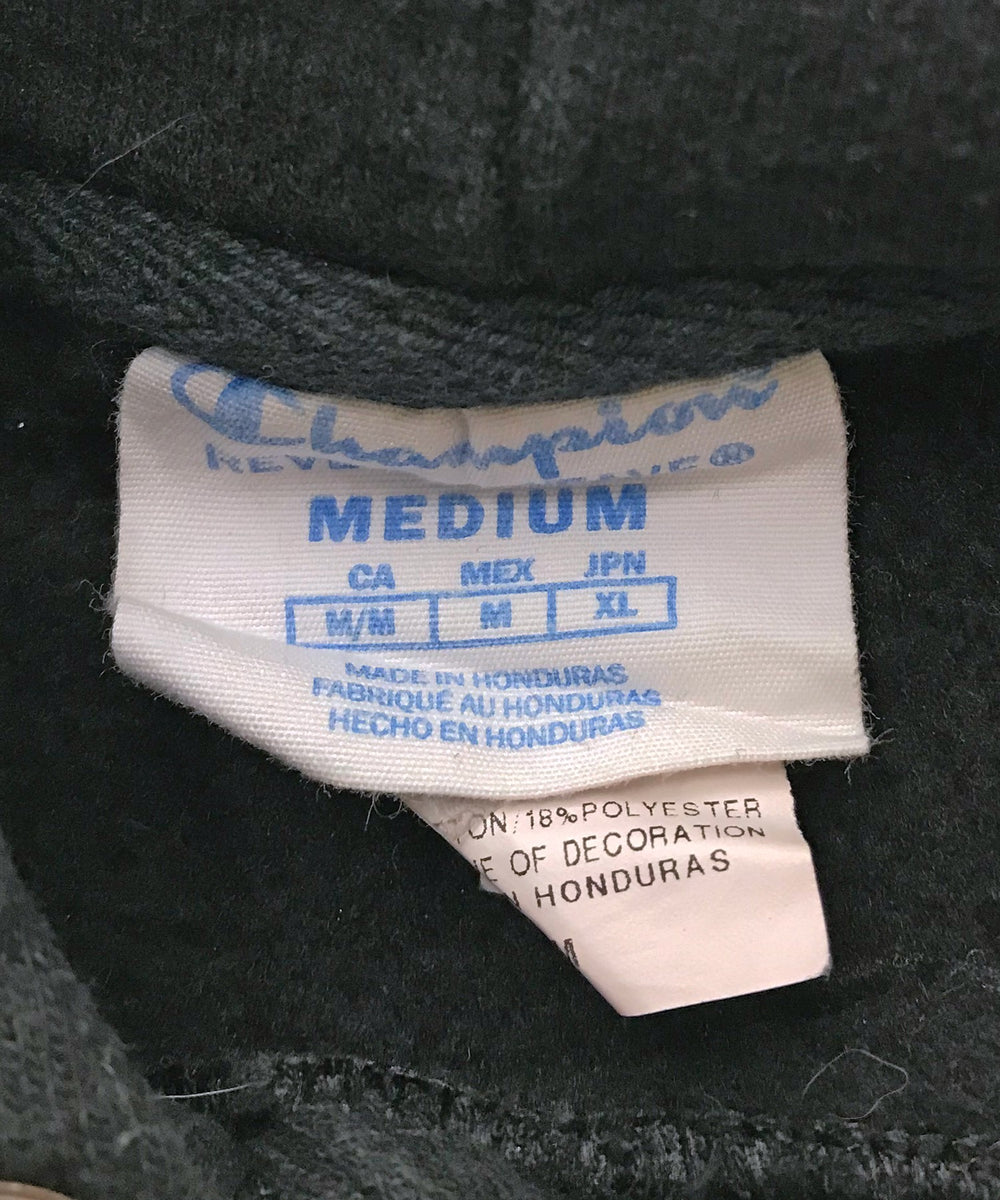 Champion
MEDIUM
CA MEX JPN
M/M M XL
MADE IN HONDURAS
FABRIQUÉ AU HONDURAS
HECHO EN HONDURAS
18% POLYESTER
OF DECORATION
HONDURAS